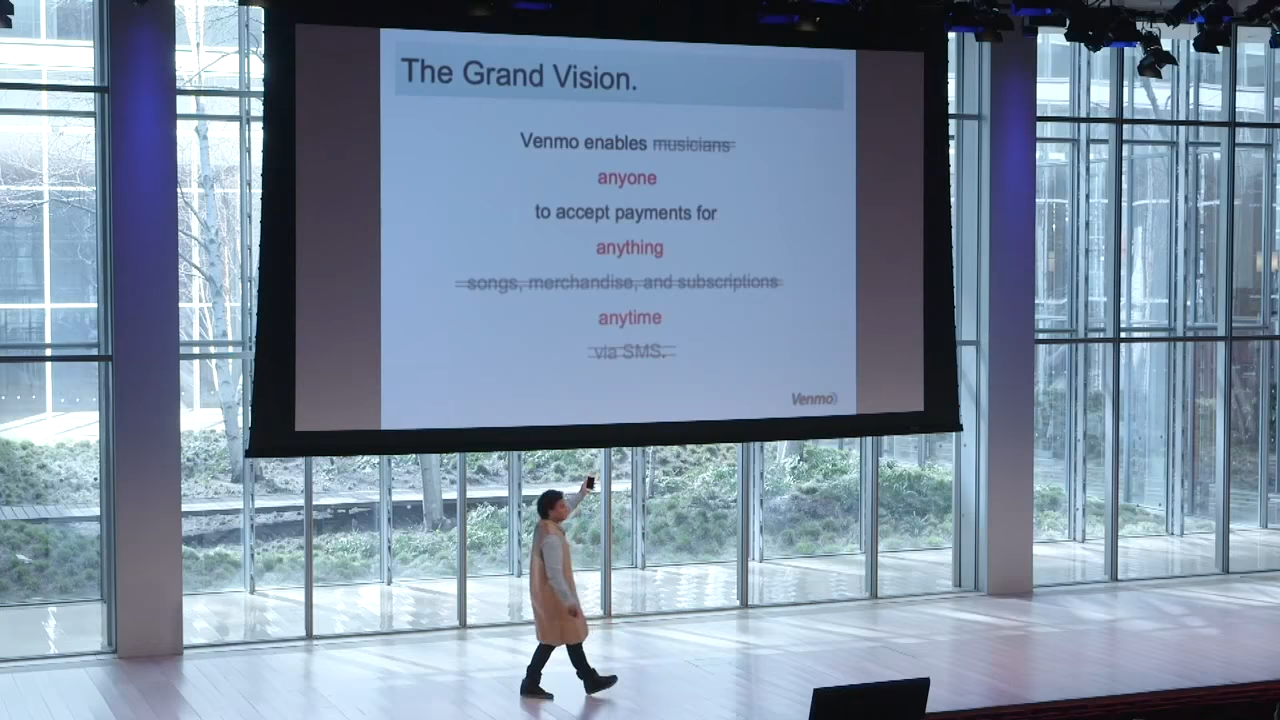 The Grand Vision.
Venmo enables musicians
anyone
to accept payments for
anything
songs, merchandise, and subscriptions
anytime
via SMS.
Venmo